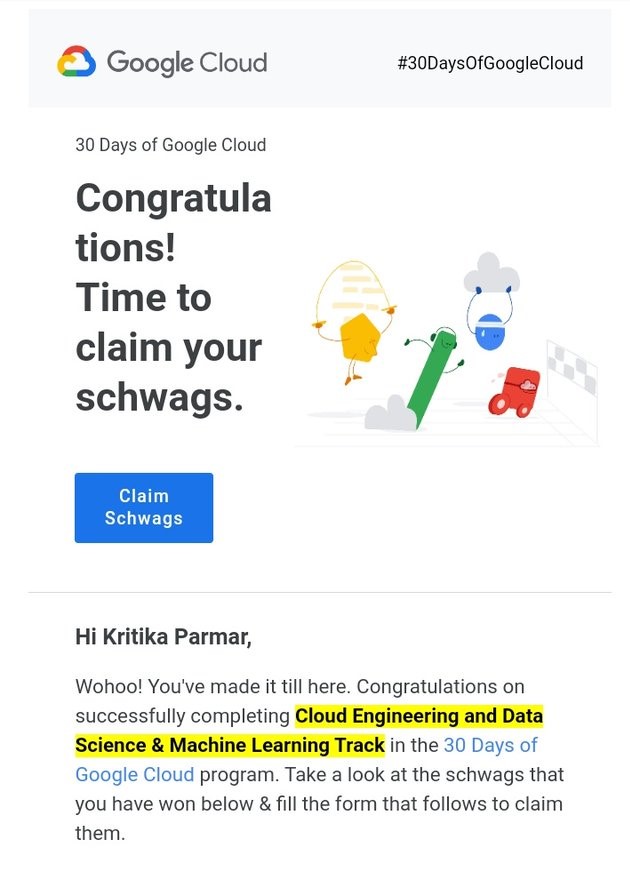 Google Cloud
#30DaysOfGoogleCloud
30 Days of Google Cloud
Congratula
tions!
Time to
claim your
schwags.
Claim
Schwags
Hi Kritika Parmar,
Wohoo! You've made it till here. Congratulations on
successfully completing Cloud Engineering and Data
Science & Machine Learning Track in the 30 Days of
Google Cloud program. Take a look at the schwags that
you have won below & fill the form that follows to claim
them.